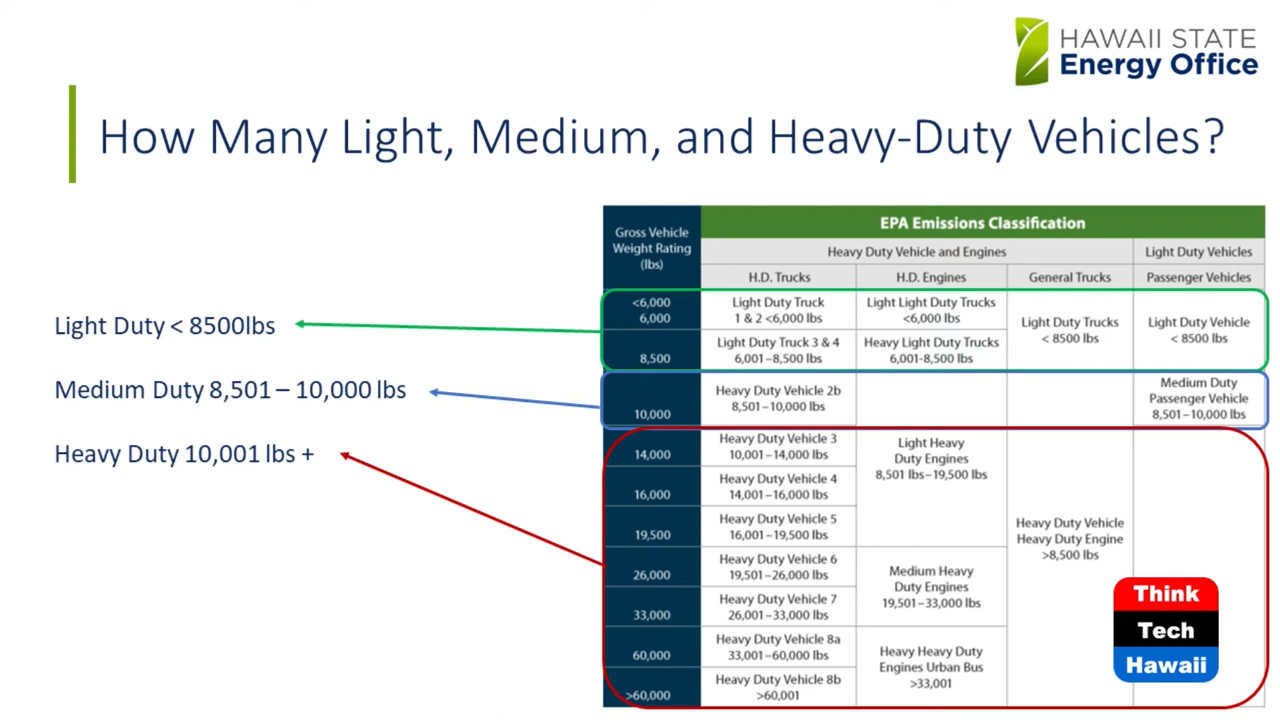 HAWAII STATE
Energy Office
How Many Light, Medium, and Heavy-Duty Vehicles?
Light Duty < 8500lbs
Medium Duty 8,501 – 10,000 lbs
Heavy Duty 10,001 lbs +
Gross Vehicle
Weight Rating
(lbs)
EPA Emissions Classification
Heavy Duty Vehicle and Engines
Light Duty Vehicles
H.D. Trucks
H.D. Engines
General Trucks
Passenger Vehicles
<6,000
6,000
Light Duty Truck
1 & 2 <6,000 lbs
Light Light Duty Trucks
<6,000 lbs
Light Duty Trucks
< 8500 lbs
Light Duty Vehicle
< 8500 lbs
8,500
Light Duty Truck 3 & 4
6,001–8,500 lbs
Heavy Light Duty Trucks
6,001-8,500 lbs
10,000
Heavy Duty Vehicle 2b
8,501–10,000 lbs
Medium Duty
Passenger Vehicle
8,501–10,000 lbs
14,000
Heavy Duty Vehicle 3
10,001–14,000 lbs
Light Heavy
Duty Engines
8,501 lbs–19,500 lbs
Heavy Duty Vehicle
Heavy Duty Engine
>8,500 lbs
16,000
Heavy Duty Vehicle 4
14,001–16,000 lbs
19,500
Heavy Duty Vehicle 5
16,001–19,500 lbs
26,000
Heavy Duty Vehicle 6
19,501–26,000 lbs
Medium Heavy
Duty Engines
19,501–33,000 lbs
33,000
Heavy Duty Vehicle 7
26,001–33,000 lbs
60,000
Heavy Duty Vehicle 8a
33,001–60,000 lbs
Heavy Heavy Duty
Engines Urban Bus
>33,001
>60,000
Heavy Duty Vehicle 8b
>60,001
Think
Tech
Hawaii